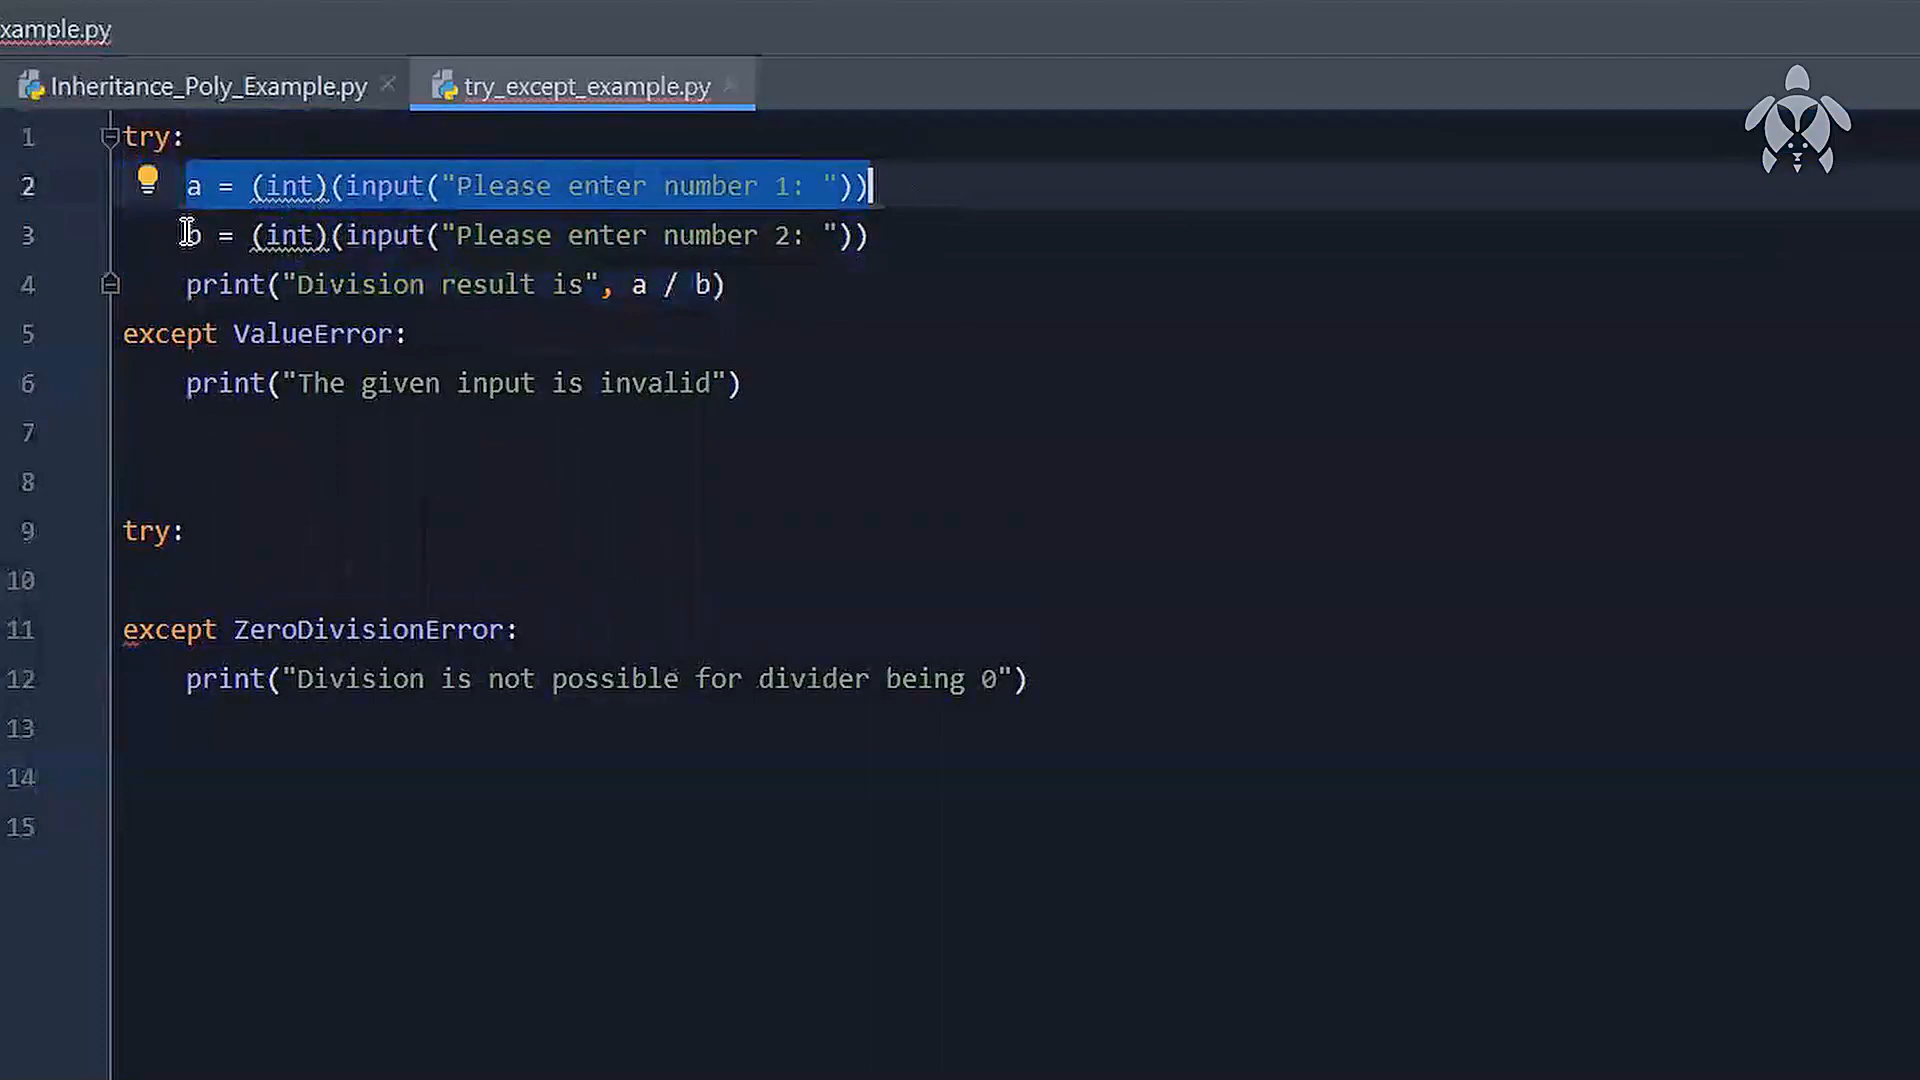 xample.py
Inheritance_Poly_Example.py try_except_example.py
1 try:
2 a = (int)(input("Please enter number 1: "))
3 b = (int)(input("Please enter number 2: "))
4 print("Division result is", a / b)
5 except ValueError:
6 print("The given input is invalid")
7
8
9 try:
10
11 except ZeroDivisionError:
12 print("Division is not possible for divider being 0")
13
14
15